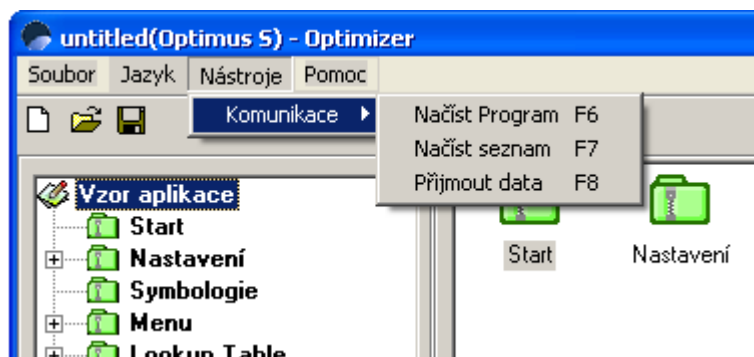 untitled(Optimus S) - Optimizer
Soubor Jazyk Nástroje Pomoc
Komunikace
Načíst Program F6
Načíst seznam F7
Přijmout data F8
Vzor aplikace
Start
Nastavení
Symbologie
Menu
Lookup Table
Start
Nastavení